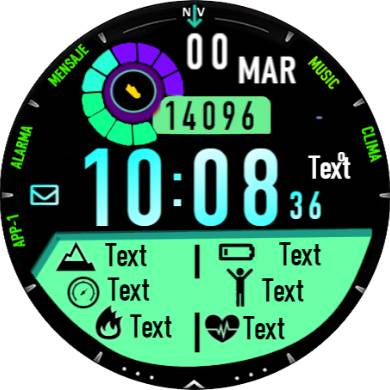 N V
00 MAR
MENSAJE
MUSIC
14096
ALARMA
CLIMA
Text
10:08 36
APP-1
Text Text
Text Text
Text Text